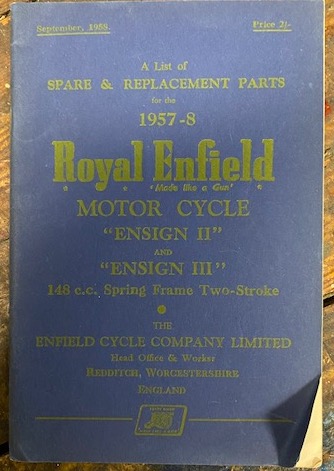 September, 1958.
Price 2/-
A List of
SPARE & REPLACEMENT PARTS
for the
1957-8
Royal Enfield
'Made like a Gun'
MOTOR CYCLE
"ENSIGN II"
AND
"ENSIGN III"
148 c.c. Spring Frame Two-Stroke
THE
ENFIELD CYCLE COMPANY LIMITED
Head Office & Works:
REDDITCH, WORCESTERSHIRE
ENGLAND